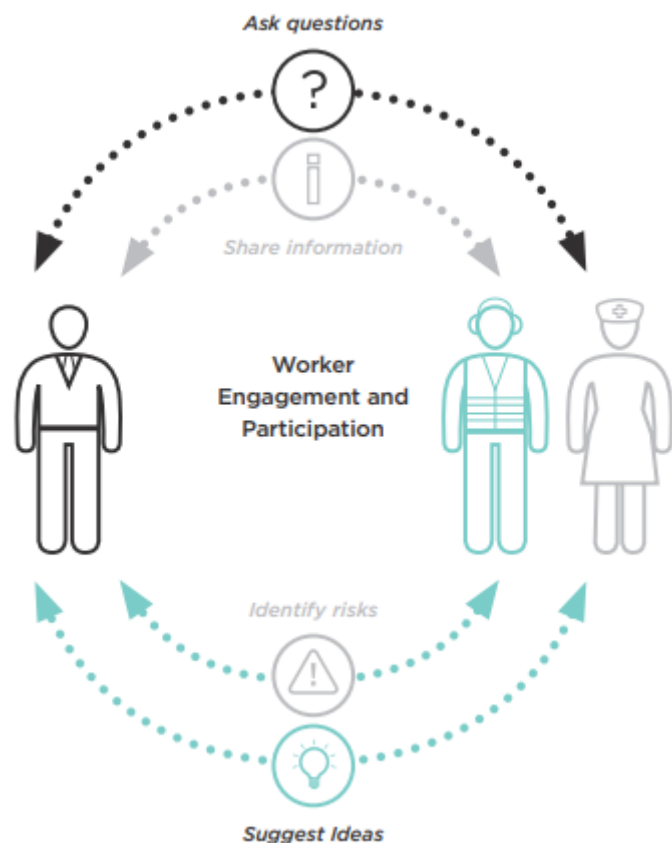 Ask questions
?
i
Share information
Worker
Engagement and
Participation
Identify risks
!
Suggest Ideas